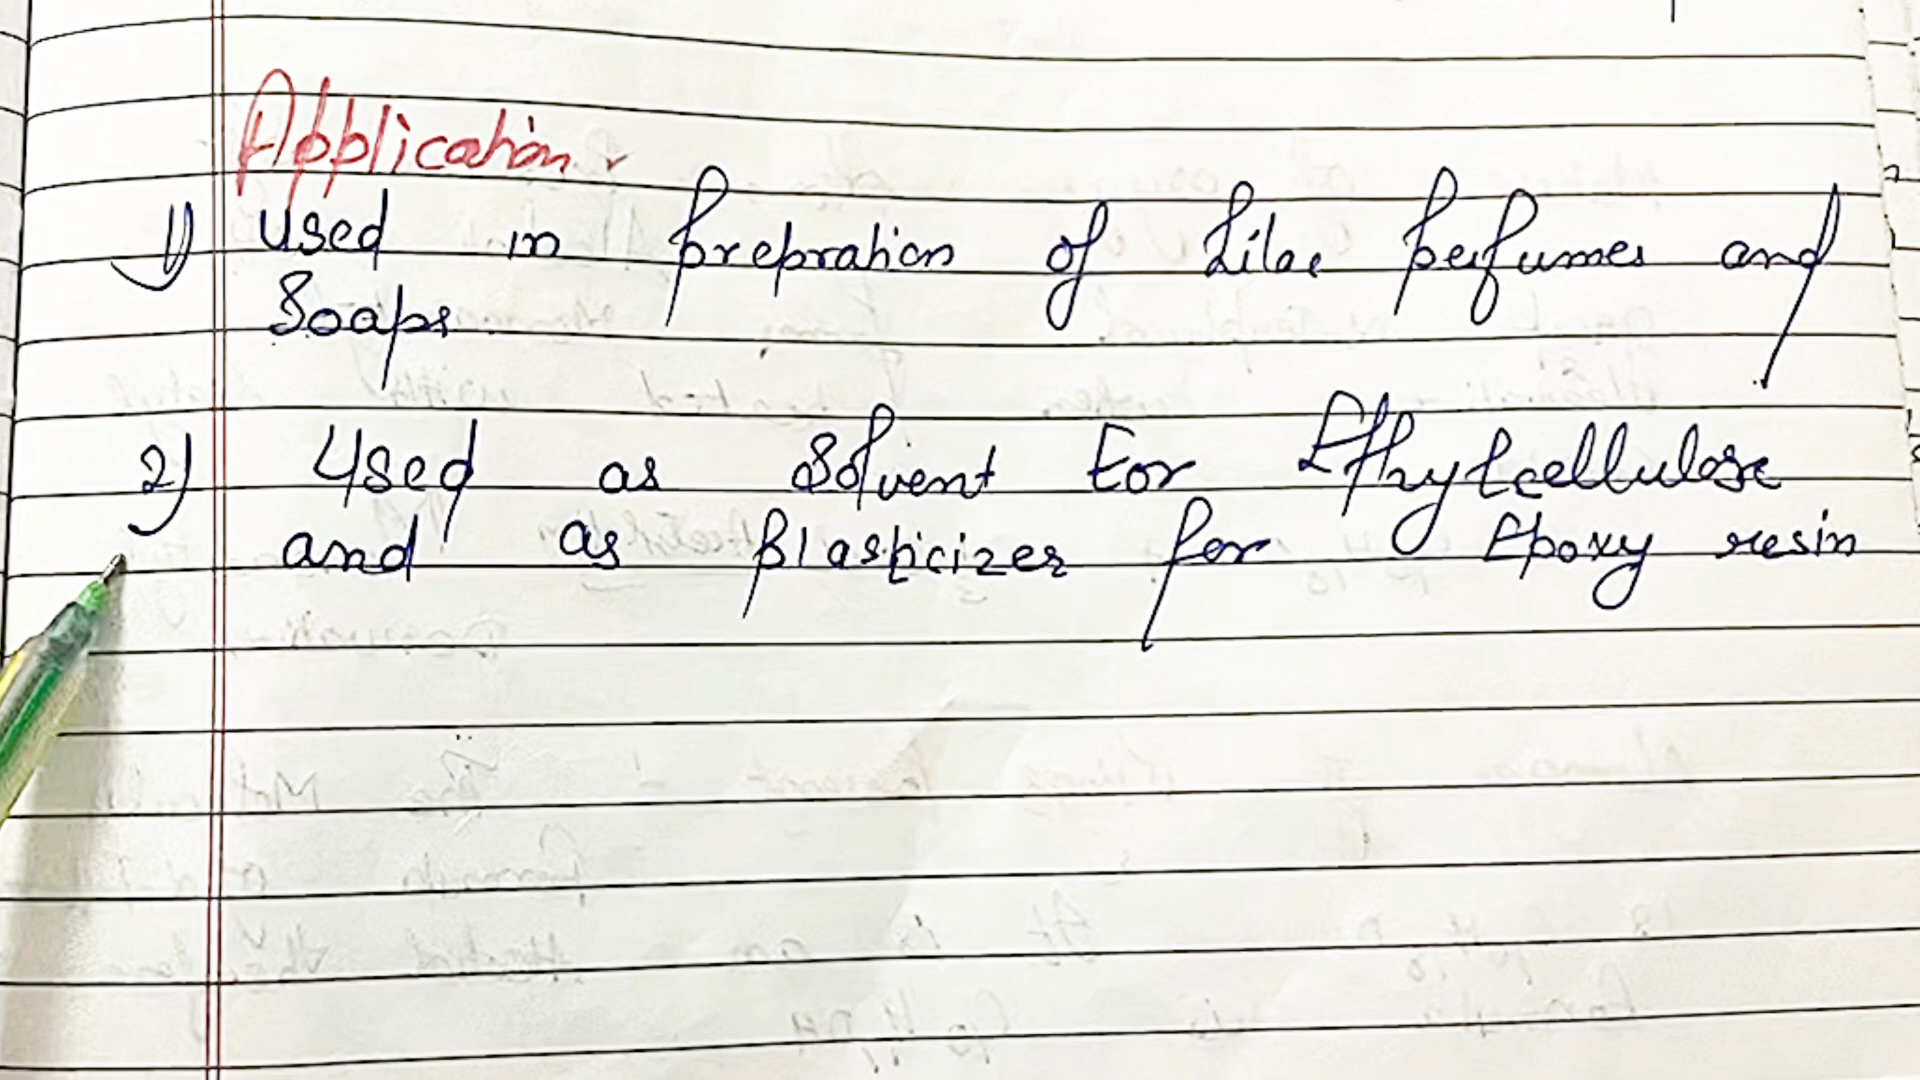 Application.
1) Used in prepration of Lilac perfumes and
Soaps.
2) Used as Solvent For Ethylcellulose
and as Plasticizer for Epoxy resin